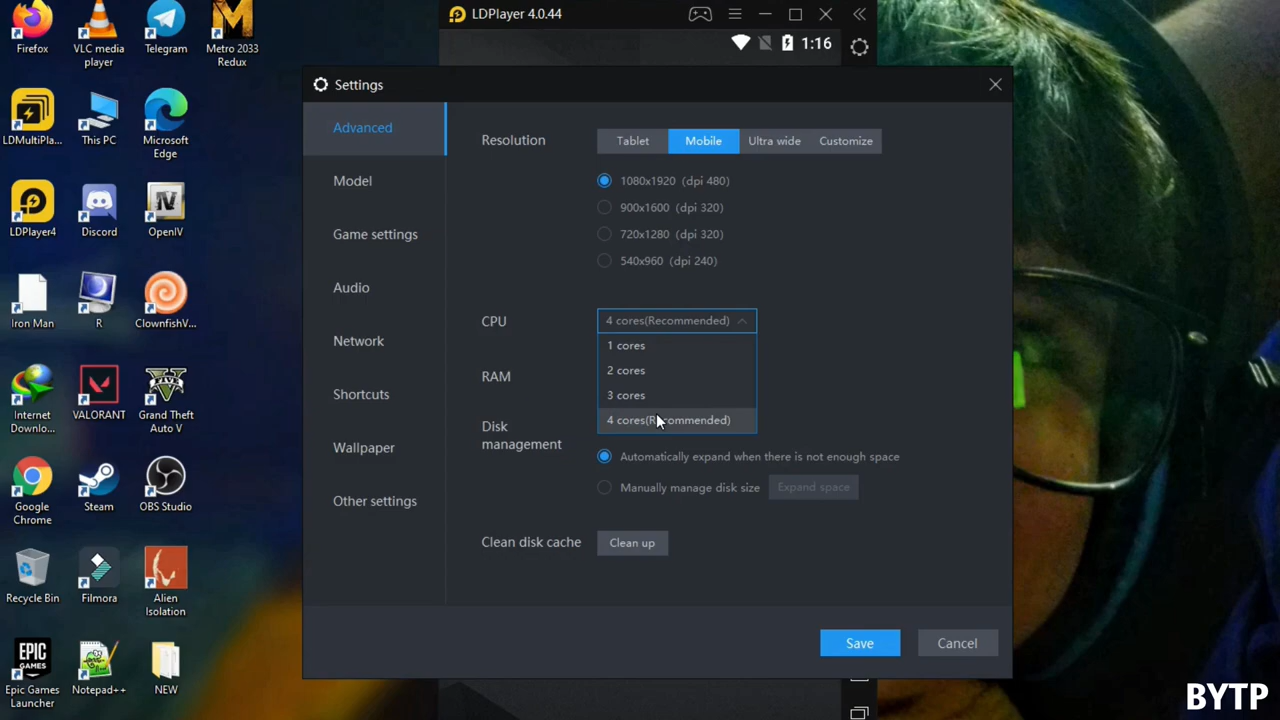 LDPlayer 4.0.44
1:16
Firefox
VLC media player
Telegram
Metro 2033 Redux
LDMultiPla...
This PC
Microsoft Edge
LDPlayer4
Discord
OpenIV
Iron Man
R
ClownfishV...
Internet Downlo...
VALORANT
Grand Theft Auto V
Google Chrome
Steam
OBS Studio
Recycle Bin
Filmora
Alien Isolation
EPIC GAMES
Epic Games Launcher
Notepad++
NEW
Settings
Advanced
Model
Game settings
Audio
Network
Shortcuts
Wallpaper
Other settings
Resolution
Tablet
Mobile
Ultra wide
Customize
1080x1920 (dpi 480)
900x1600 (dpi 320)
720x1280 (dpi 320)
540x960 (dpi 240)
CPU
4 cores(Recommended)
1 cores
2 cores
3 cores
4 cores(Recommended)
RAM
Disk
management
Automatically expand when there is not enough space
Manually manage disk size
Expand space
Clean disk cache
Clean up
Save
Cancel
BYTP